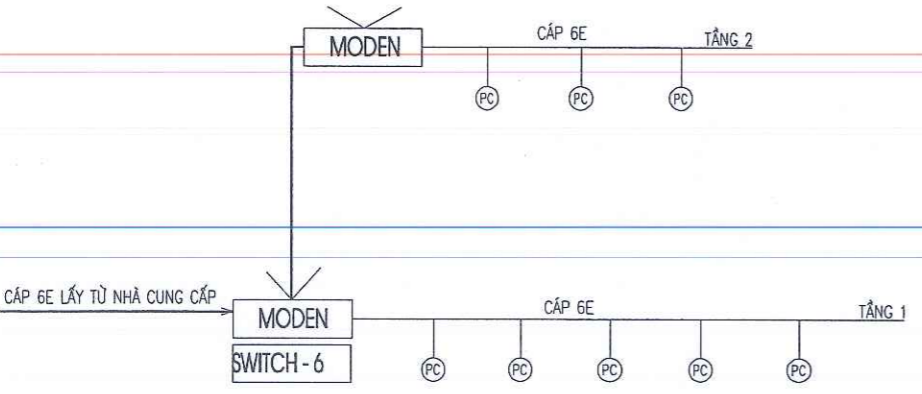 MODEN
CÁP 6E
TẦNG 2
PC
PC
PC
CÁP 6E LẤY TỪ NHÀ CUNG CẤP
MODEN
CÁP 6E
TẦNG 1
SWITCH - 6
PC
PC
PC
PC
PC